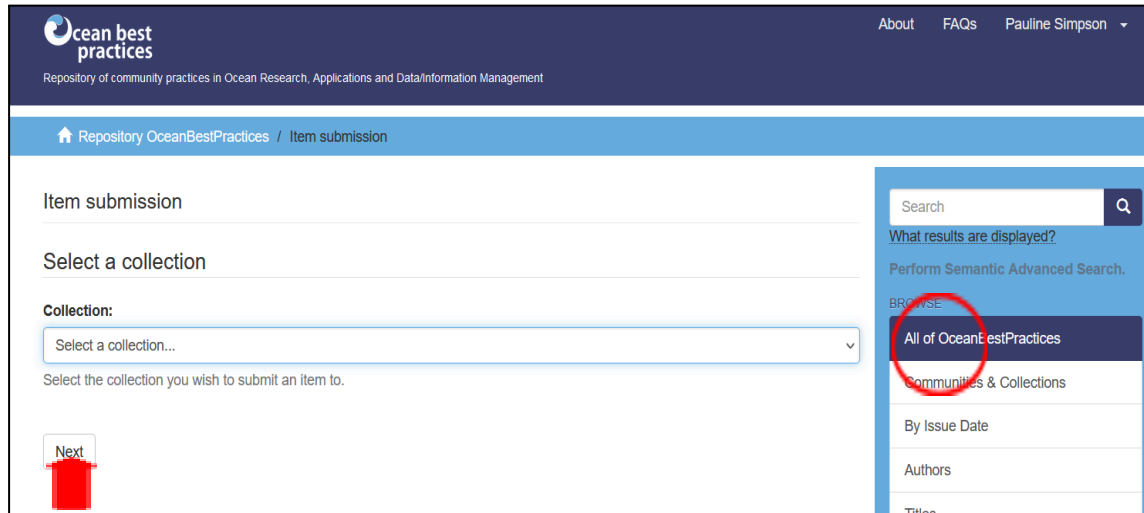 Ocean best
practices
Repository of community practices in Ocean Research, Applications and Data/Information Management
About FAQs Pauline Simpson
Repository OceanBestPractices / Item submission
Item submission
Select a collection
Collection:
Select a collection...
Select the collection you wish to submit an item to.
Next
Search
What results are displayed?
Perform Semantic Advanced Search.
BROWSE
All of OceanBestPractices
Communities & Collections
By Issue Date
Authors
Titles